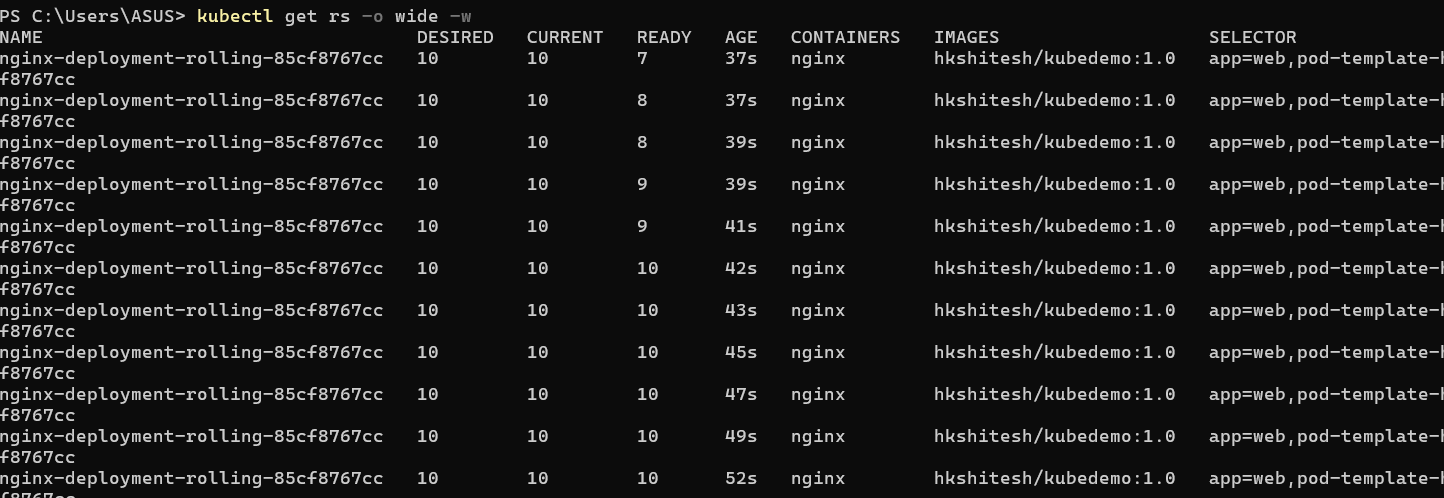 PS C:\Users\ASUS> kubectl get rs -o wide -w
NAME DESIRED CURRENT READY AGE CONTAINERS IMAGES SELECTOR
nginx-deployment-rolling-85cf8767cc 10 10 7 37s nginx hkshitesh/kubedemo:1.0 app=web,pod-template-h
f8767cc
nginx-deployment-rolling-85cf8767cc 10 10 8 37s nginx hkshitesh/kubedemo:1.0 app=web,pod-template-h
f8767cc
nginx-deployment-rolling-85cf8767cc 10 10 8 39s nginx hkshitesh/kubedemo:1.0 app=web,pod-template-h
f8767cc
nginx-deployment-rolling-85cf8767cc 10 10 9 39s nginx hkshitesh/kubedemo:1.0 app=web,pod-template-h
f8767cc
nginx-deployment-rolling-85cf8767cc 10 10 9 41s nginx hkshitesh/kubedemo:1.0 app=web,pod-template-h
f8767cc
nginx-deployment-rolling-85cf8767cc 10 10 10 42s nginx hkshitesh/kubedemo:1.0 app=web,pod-template-h
f8767cc
nginx-deployment-rolling-85cf8767cc 10 10 10 43s nginx hkshitesh/kubedemo:1.0 app=web,pod-template-h
f8767cc
nginx-deployment-rolling-85cf8767cc 10 10 10 45s nginx hkshitesh/kubedemo:1.0 app=web,pod-template-h
f8767cc
nginx-deployment-rolling-85cf8767cc 10 10 10 47s nginx hkshitesh/kubedemo:1.0 app=web,pod-template-h
f8767cc
nginx-deployment-rolling-85cf8767cc 10 10 10 49s nginx hkshitesh/kubedemo:1.0 app=web,pod-template-h
f8767cc
nginx-deployment-rolling-85cf8767cc 10 10 10 52s nginx hkshitesh/kubedemo:1.0 app=web,pod-template-h
f8767cc